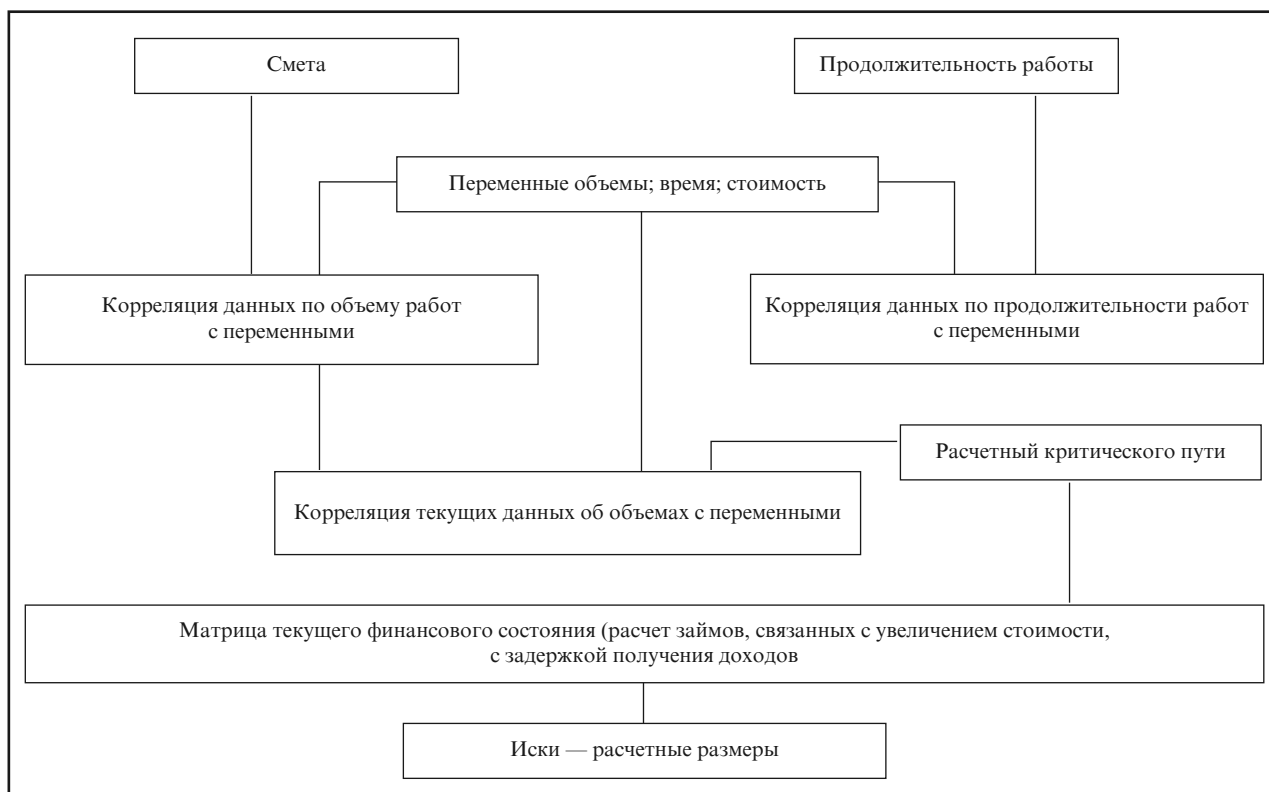 Смета
Продолжительность работы
Переменные объемы; время; стоимость
Корреляция данных по объему работ
с переменными
Корреляция данных по продолжительности работ
с переменными
Расчетный критического пути
Корреляция текущих данных об объемах с переменными
Матрица текущего финансового состояния (расчет займов, связанных с увеличением стоимости,
с задержкой получения доходов
Иски — расчетные размеры